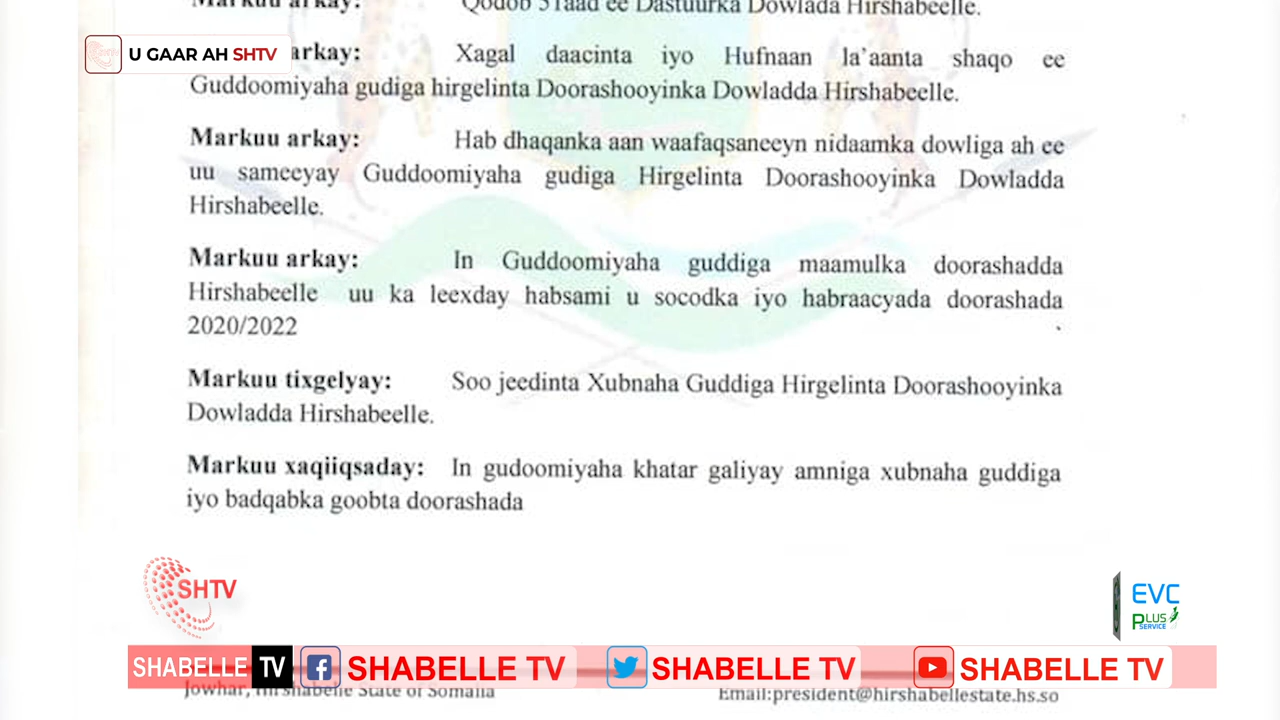 Markuu arkay: Qodob 51aad ee Dastuurka Dowlada Hirshabeelle.
U GAAR AH SHTV
arkay: Xagal daacinta iyo Hufnaan la'aanta shaqo ee
Guddoomiyaha gudiga hirgelinta Doorashooyinka Dowladda Hirshabeelle.
Markuu arkay: Hab dhaqanka aan waafaqsaneeyn nidaamka dowliga ah ee
uu sameeyay Guddoomiyaha gudiga Hirgelinta Doorashooyinka Dowladda
Hirshabeelle.
Markuu arkay: In Guddoomiyaha guddiga maamulka doorashadda
Hirshabeelle uu ka leexday habsami u socodka iyo habraacyada doorashada
2020/2022
Markuu tixgelyay: Soo jeedinta Xubnaha Guddiga Hirgelinta Doorashooyinka
Dowladda Hirshabeelle.
Markuu xaqiiqsaday: In gudoomiyaha khatar galiyay amniga xubnaha guddiga
iyo badqabka goobta doorashada
SHTV
EVC
PLUS
SERVICE
SHABELLE TV SHABELLE TV SHABELLE TV SHABELLE TV
Jowhar, Hirshabelle State of Somalia Email:president@hirshabellestate.hs.so